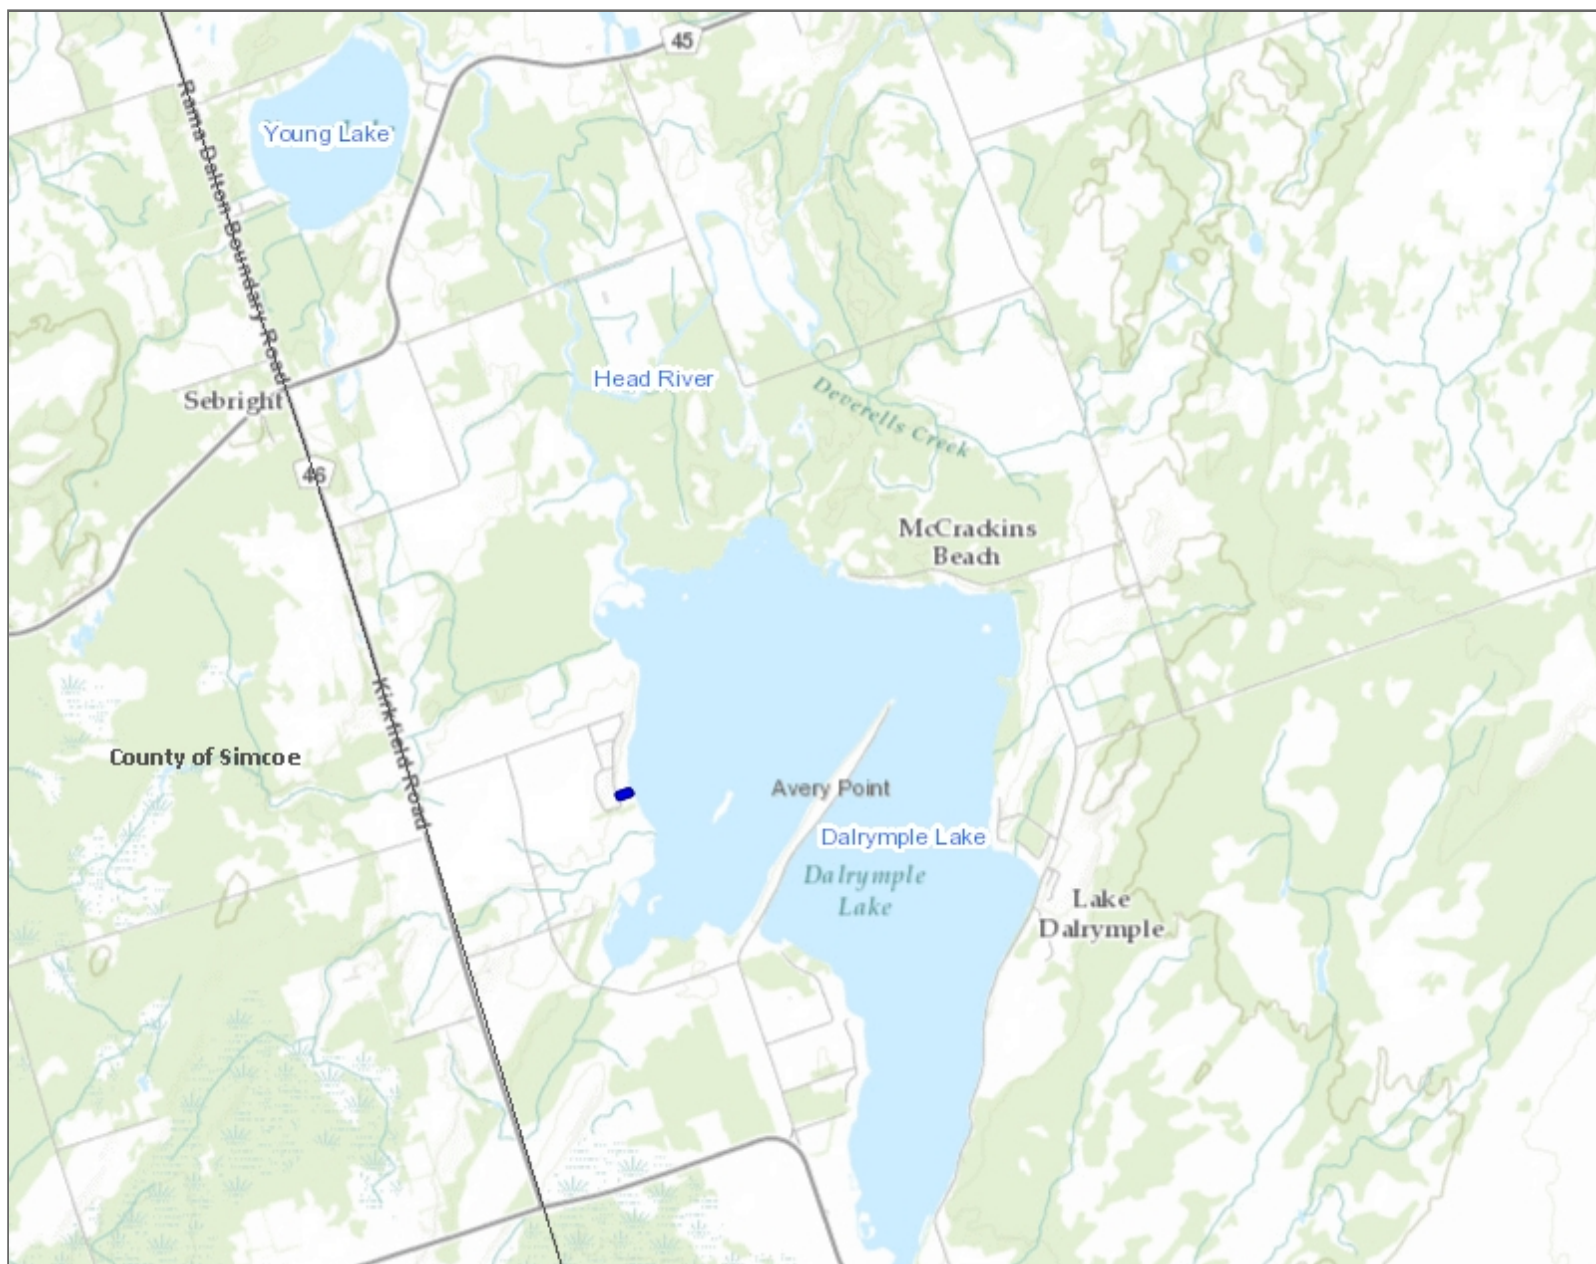 45
Young Lake
Rama Dalton Boundary Road
Head River
Sebright
Deverells Creek
46
McCrackins
Beach
Kirkfield Road
County of Simcoe
Avery Point
Dalrymple Lake
Dalrymple
Lake
Lake
Dalrymple